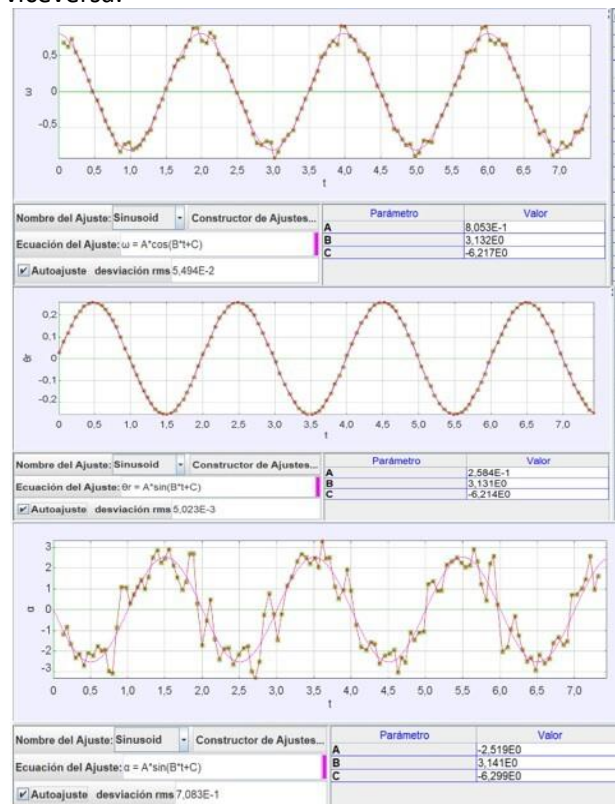 viceversa.
0,5
ω 0
-0,5
0 0,5 1,0 1,5 2,0 2,5 3,0 3,5 4,0 4,5 5,0 5,5 6,0 6,5 7,0
t
Nombre del Ajuste: Sinusoid Constructor de Ajustes...
Ecuación del Ajuste: ω = A*cos(B*t+C)
Autoajuste desviación rms 5,494E-2
Parámetro Valor
A 8,053E-1
B 3,132E0
C -6,217E0
0,2
0,1
θr 0
-0,1
-0,2
0 0,5 1,0 1,5 2,0 2,5 3,0 3,5 4,0 4,5 5,0 5,5 6,0 6,5 7,0
t
Nombre del Ajuste: Sinusoid Constructor de Ajustes...
Ecuación del Ajuste: θr = A*sin(B*t+C)
Autoajuste desviación rms 5,023E-3
Parámetro Valor
A 2,584E-1
B 3,131E0
C -6,214E0
3
2
1
α 0
-1
-2
-3
0 0,5 1,0 1,5 2,0 2,5 3,0 3,5 4,0 4,5 5,0 5,5 6,0 6,5 7,0
t
Nombre del Ajuste: Sinusoid Constructor de Ajustes...
Ecuación del Ajuste: α = A*sin(B*t+C)
Autoajuste desviación rms 7,083E-1
Parámetro Valor
A -2,519E0
B 3,141E0
C -6,299E0